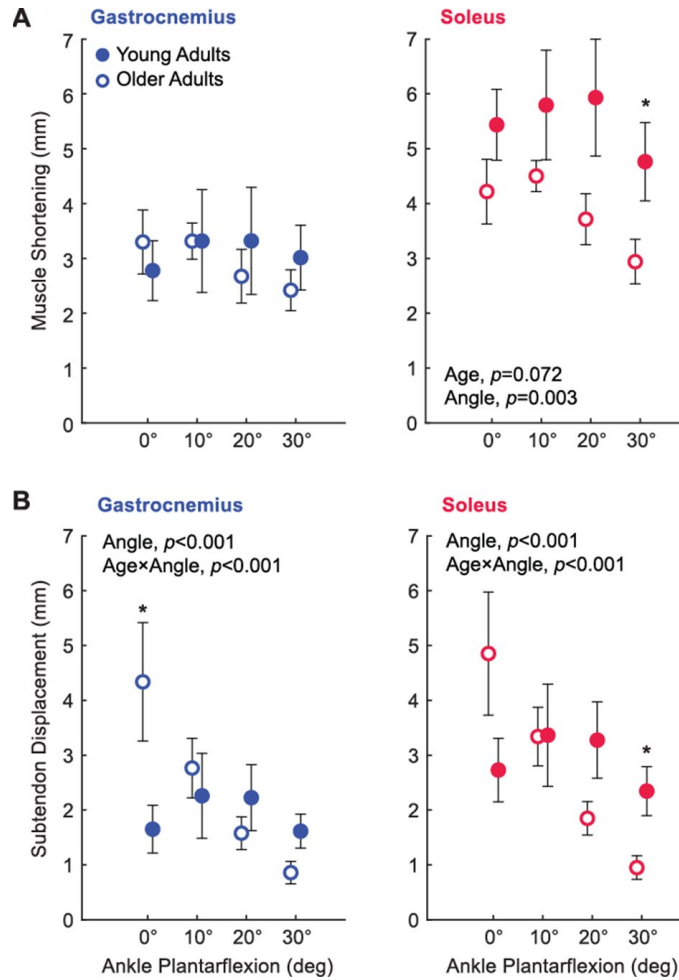 A
Gastrocnemius
Young Adults
Older Adults
Muscle Shortening (mm)
7
6
5
4
3
2
1
0
0° 10° 20° 30°
Soleus
7
6
5
4
3
2
1
0
*
Age, p=0.072
Angle, p=0.003
0° 10° 20° 30°
B
Gastrocnemius
Angle, p<0.001
Age×Angle, p<0.001
*
Subtendon Displacement (mm)
7
6
5
4
3
2
1
0
0° 10° 20° 30°
Ankle Plantarflexion (deg)
Soleus
Angle, p<0.001
Age×Angle, p<0.001
*
7
6
5
4
3
2
1
0
0° 10° 20° 30°
Ankle Plantarflexion (deg)